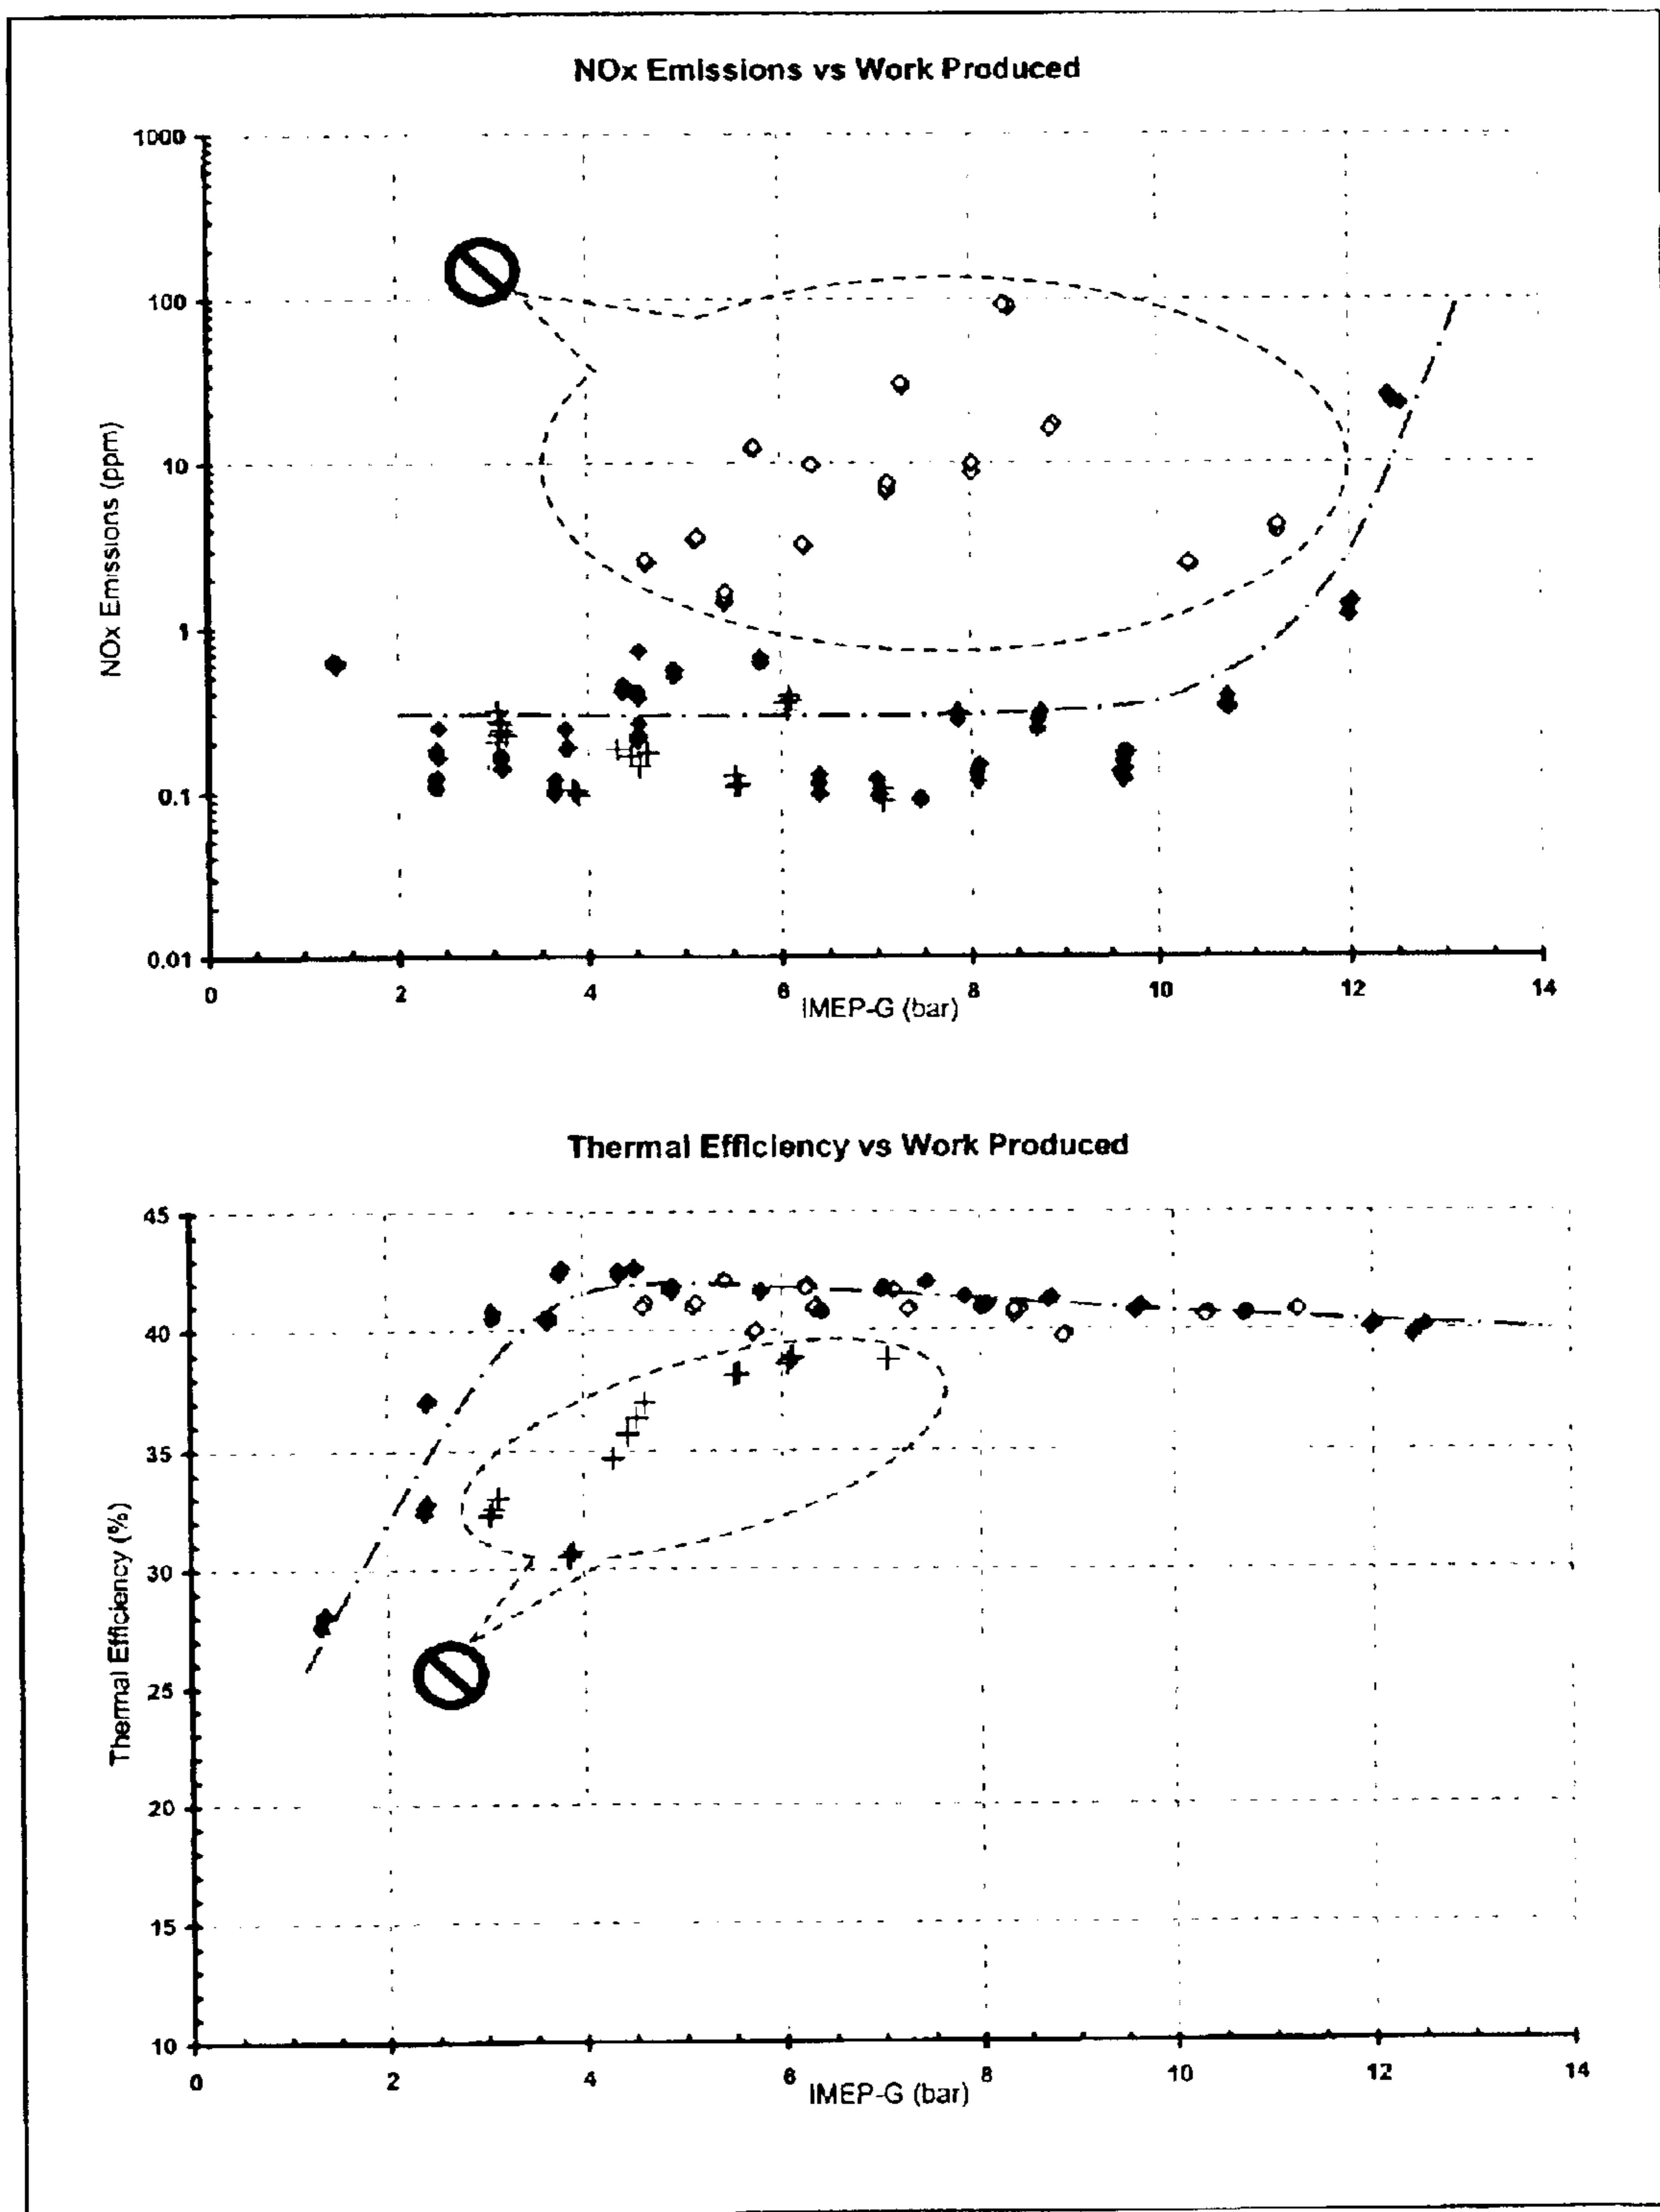 NOx Emissions vs Work Produced
1000
100
10
1
0.1
0.01
NOx Emissions (ppm)
0 2 4 6 8 10 12 14
IMEP-G (bar)
Thermal Efficiency vs Work Produced
45
40
35
30
25
20
15
10
Thermal Efficiency (%)
0 2 4 6 8 10 12 14
IMEP-G (bar)